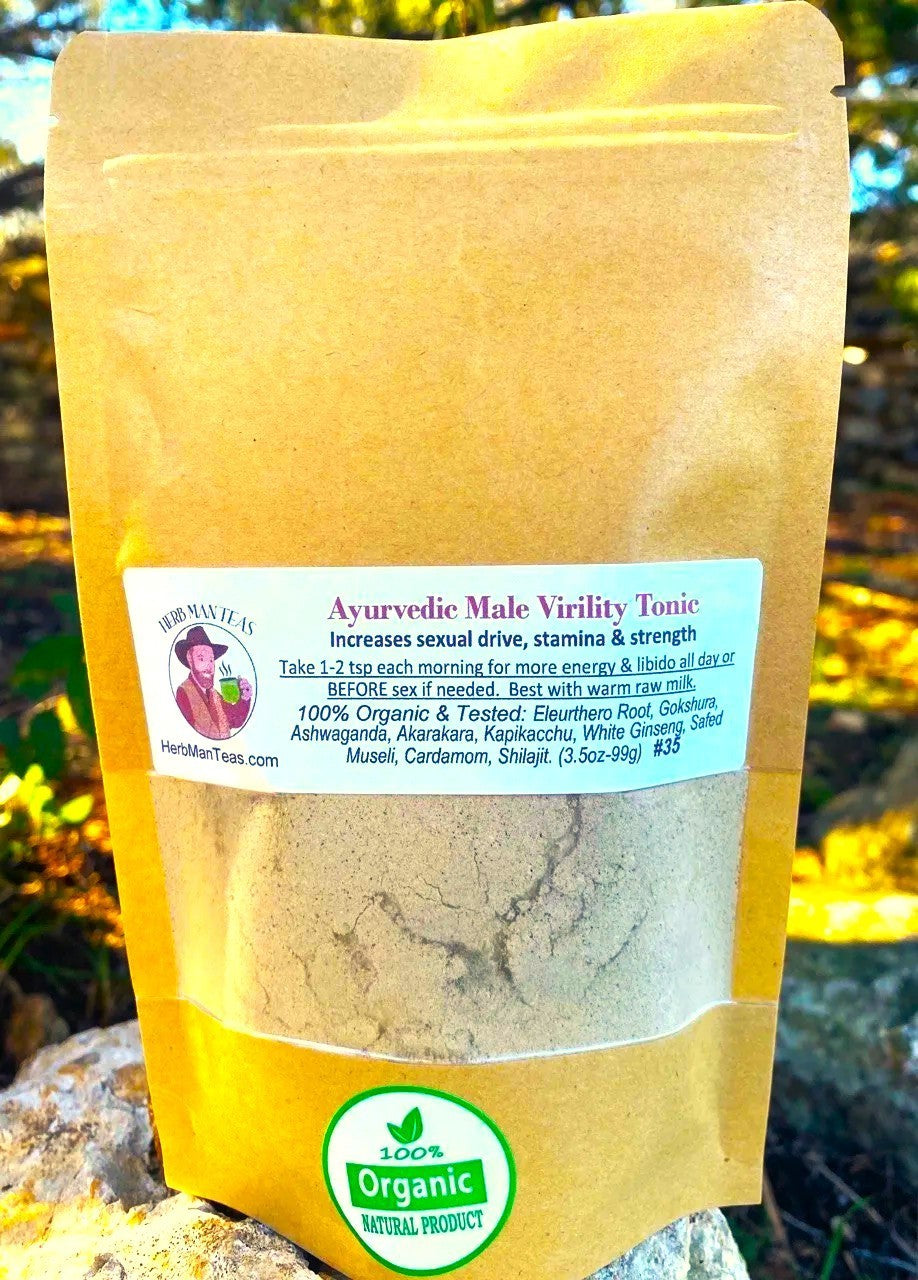 HERB MAN TEAS
HerbManTeas.com
Ayurvedic Male Virility Tonic
Increases sexual drive, stamina & strength
Take 1-2 tsp each morning for more energy & libido all day or
BEFORE sex if needed. Best with warm raw milk.
100% Organic & Tested: Eleurthero Root, Gokshura,
Ashwaganda, Akarakara, Kapikacchu, White Ginseng, Safed
Museli, Cardamom, Shilajit. (3.5oz-99g) #35
100%
Organic
NATURAL PRODUCT